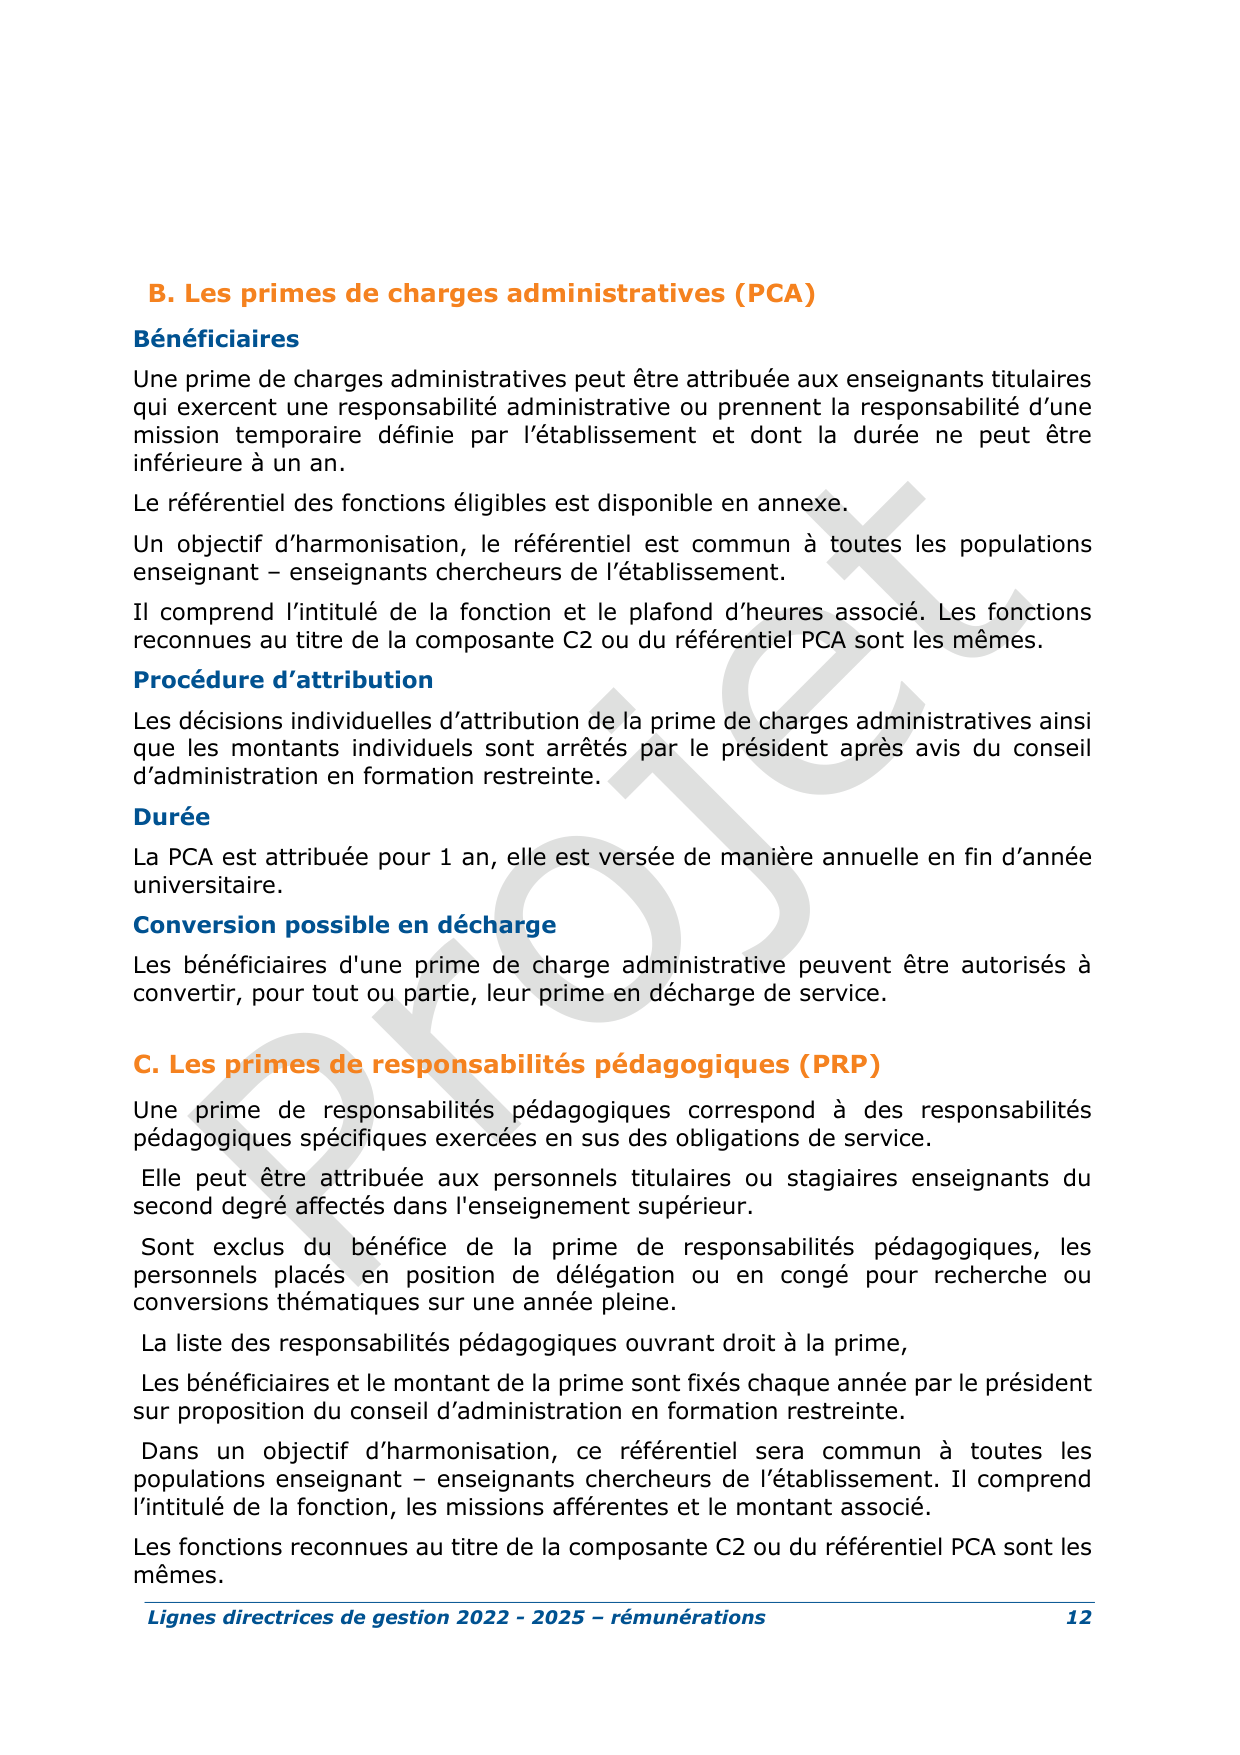 B. Les primes de charges administratives (PCA)
Bénéficiaires
Une prime de charges administratives peut être attribuée aux enseignants titulaires
qui exercent une responsabilité administrative ou prennent la responsabilité d’une
mission temporaire définie par l’établissement et dont la durée ne peut être
inférieure à un an.
Le référentiel des fonctions éligibles est disponible en annexe.
Un objectif d’harmonisation, le référentiel est commun à toutes les populations
enseignant – enseignants chercheurs de l’établissement.
Il comprend l’intitulé de la fonction et le plafond d’heures associé. Les fonctions
reconnues au titre de la composante C2 ou du référentiel PCA sont les mêmes.
Procédure d’attribution
Les décisions individuelles d’attribution de la prime de charges administratives ainsi
que les montants individuels sont arrêtés par le président après avis du conseil
d’administration en formation restreinte.
Durée
La PCA est attribuée pour 1 an, elle est versée de manière annuelle en fin d’année
universitaire.
Conversion possible en décharge
Les bénéficiaires d'une prime de charge administrative peuvent être autorisés à
convertir, pour tout ou partie, leur prime en décharge de service.
C. Les primes de responsabilités pédagogiques (PRP)
Une prime de responsabilités pédagogiques correspond à des responsabilités
pédagogiques spécifiques exercées en sus des obligations de service.
Elle peut être attribuée aux personnels titulaires ou stagiaires enseignants du
second degré affectés dans l'enseignement supérieur.
Sont exclus du bénéfice de la prime de responsabilités pédagogiques, les
personnels placés en position de délégation ou en congé pour recherche ou
conversions thématiques sur une année pleine.
La liste des responsabilités pédagogiques ouvrant droit à la prime,
Les bénéficiaires et le montant de la prime sont fixés chaque année par le président
sur proposition du conseil d’administration en formation restreinte.
Dans un objectif d’harmonisation, ce référentiel sera commun à toutes les
populations enseignant – enseignants chercheurs de l’établissement. Il comprend
l’intitulé de la fonction, les missions afférentes et le montant associé.
Les fonctions reconnues au titre de la composante C2 ou du référentiel PCA sont les
mêmes.
Lignes directrices de gestion 2022 - 2025 – rémunérations 12
Projet